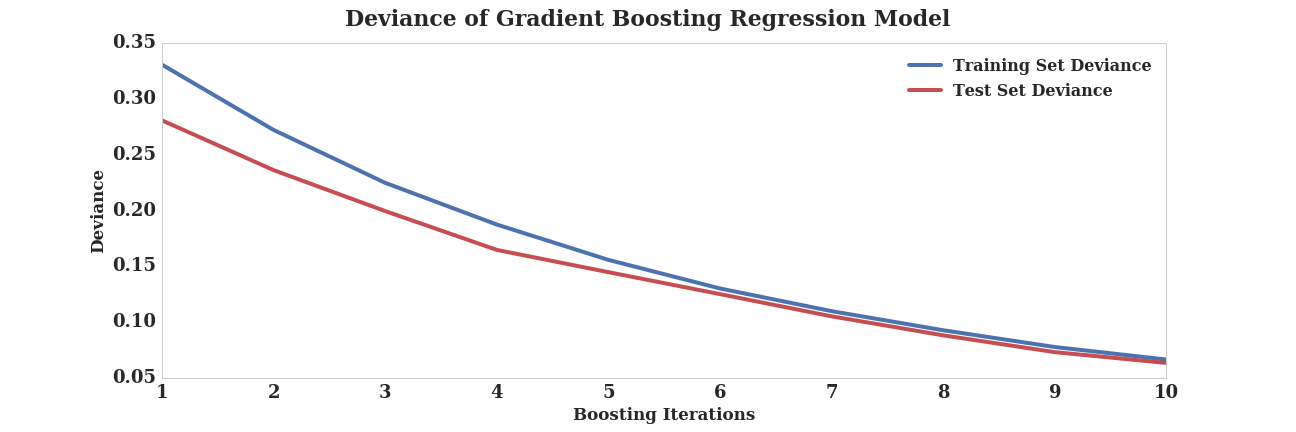 Deviance of Gradient Boosting Regression Model
0.35
0.30
0.25
0.20
0.15
0.10
0.05
Deviance
Training Set Deviance
Test Set Deviance
1 2 3 4 5 6 7 8 9 10
Boosting Iterations